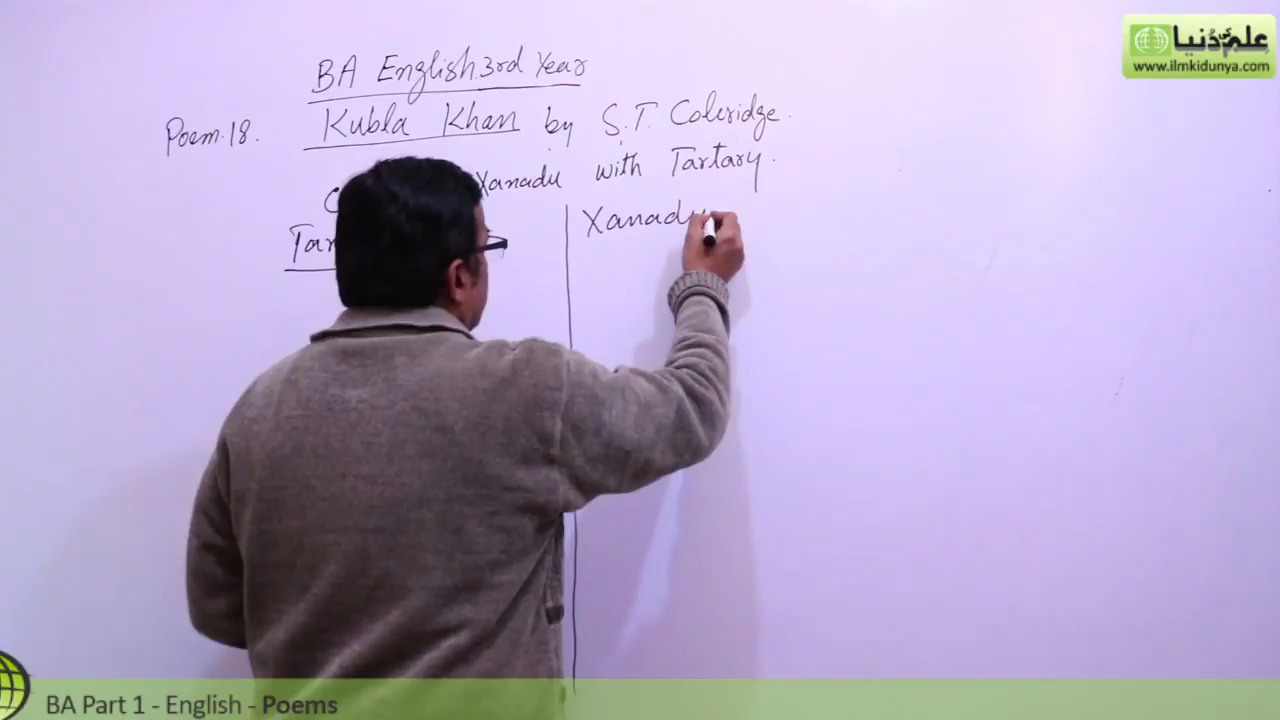 BA English 3rd Year
Poem.18. Kubla Khan by S.T. Coleridge.
Xanadu with Tartary.
Xanadu
علم کی دنیا
www.ilmkidunya.com
BA Part 1 - English - Poems